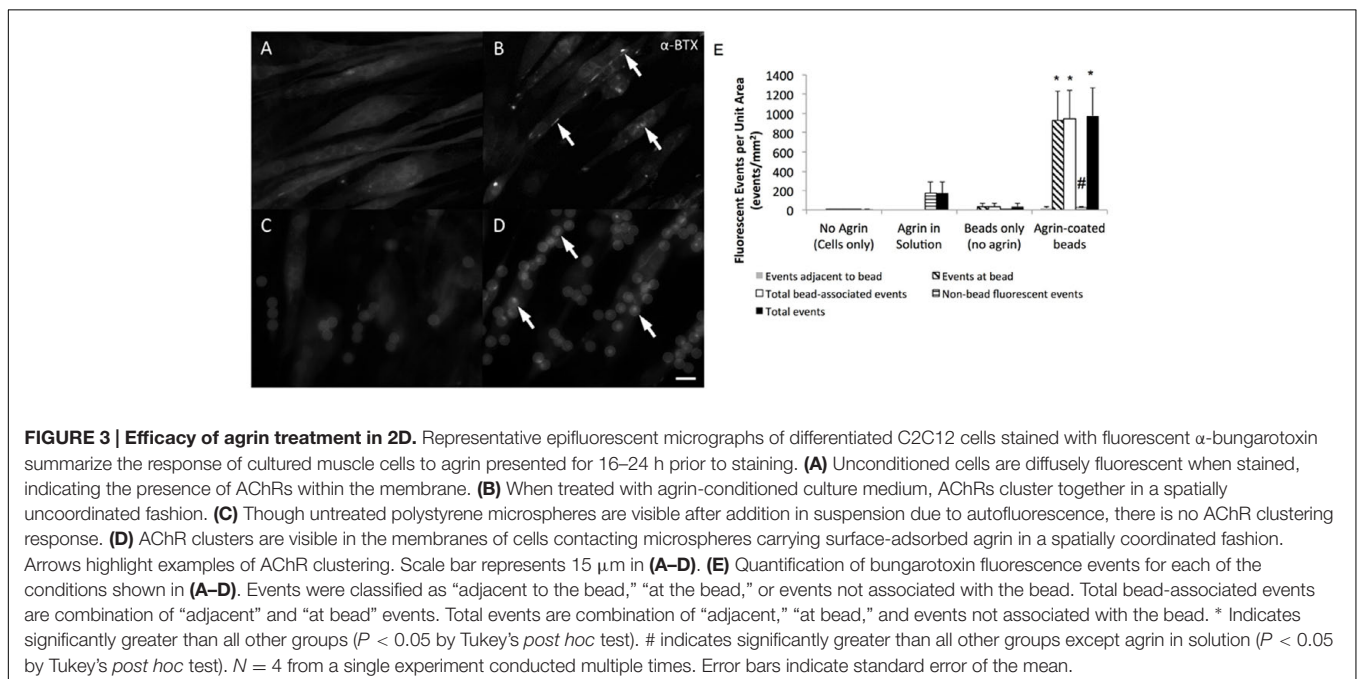 A
B
α-BTX
C
D
E
Fluorescent Events per Unit Area
(events/mm²)
1400
1200
1000
800
600
400
200
0
* * *
#
No Agrin
(Cells only)
Agrin in
Solution
Beads only
(no agrin)
Agrin-coated
beads
Events adjacent to bead
Events at bead
Total bead-associated events
Non-bead fluorescent events
Total events
FIGURE 3 | Efficacy of agrin treatment in 2D. Representative epifluorescent micrographs of differentiated C2C12 cells stained with fluorescent α-bungarotoxin
summarize the response of cultured muscle cells to agrin presented for 16–24 h prior to staining. (A) Unconditioned cells are diffusely fluorescent when stained,
indicating the presence of AChRs within the membrane. (B) When treated with agrin-conditioned culture medium, AChRs cluster together in a spatially
uncoordinated fashion. (C) Though untreated polystyrene microspheres are visible after addition in suspension due to autofluorescence, there is no AChR clustering
response. (D) AChR clusters are visible in the membranes of cells contacting microspheres carrying surface-adsorbed agrin in a spatially coordinated fashion.
Arrows highlight examples of AChR clustering. Scale bar represents 15 μm in (A–D). (E) Quantification of bungarotoxin fluorescence events for each of the
conditions shown in (A–D). Events were classified as “adjacent to the bead,” “at the bead,” or events not associated with the bead. Total bead-associated events
are combination of “adjacent” and “at bead” events. Total events are combination of “adjacent,” “at bead,” and events not associated with the bead. * Indicates
significantly greater than all other groups (P < 0.05 by Tukey’s post hoc test). # indicates significantly greater than all other groups except agrin in solution (P < 0.05
by Tukey’s post hoc test). N = 4 from a single experiment conducted multiple times. Error bars indicate standard error of the mean.